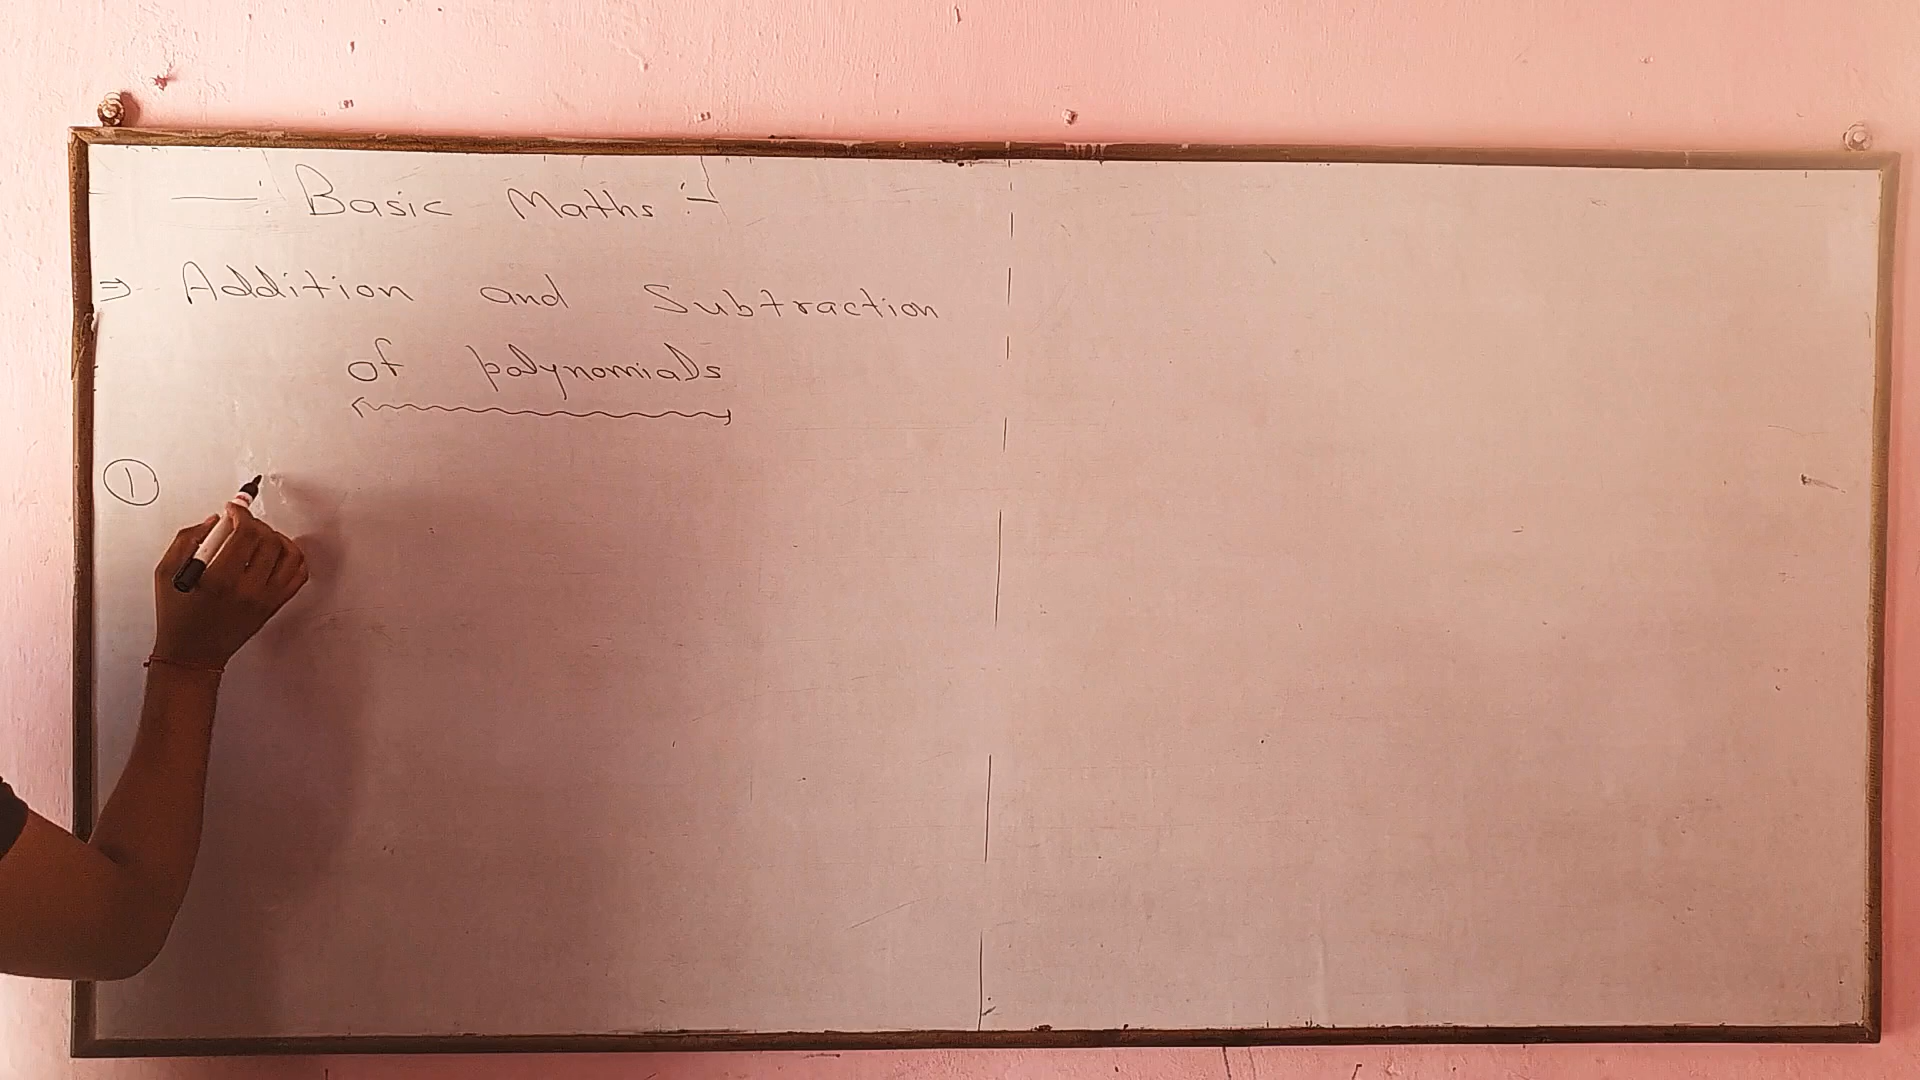 —: Basic Maths :-
⇒ Addition and Subtraction
of polynomials
①